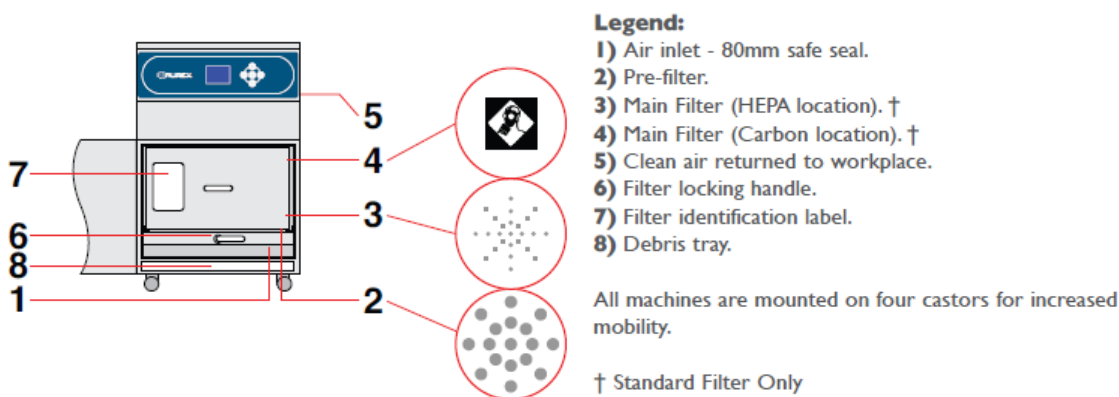 PUREX
5
7
4
3
6
8
1
2
Legend:
1) Air inlet - 80mm safe seal.
2) Pre-filter.
3) Main Filter (HEPA location). †
4) Main Filter (Carbon location). †
5) Clean air returned to workplace.
6) Filter locking handle.
7) Filter identification label.
8) Debris tray.
All machines are mounted on four castors for increased
mobility.
† Standard Filter Only